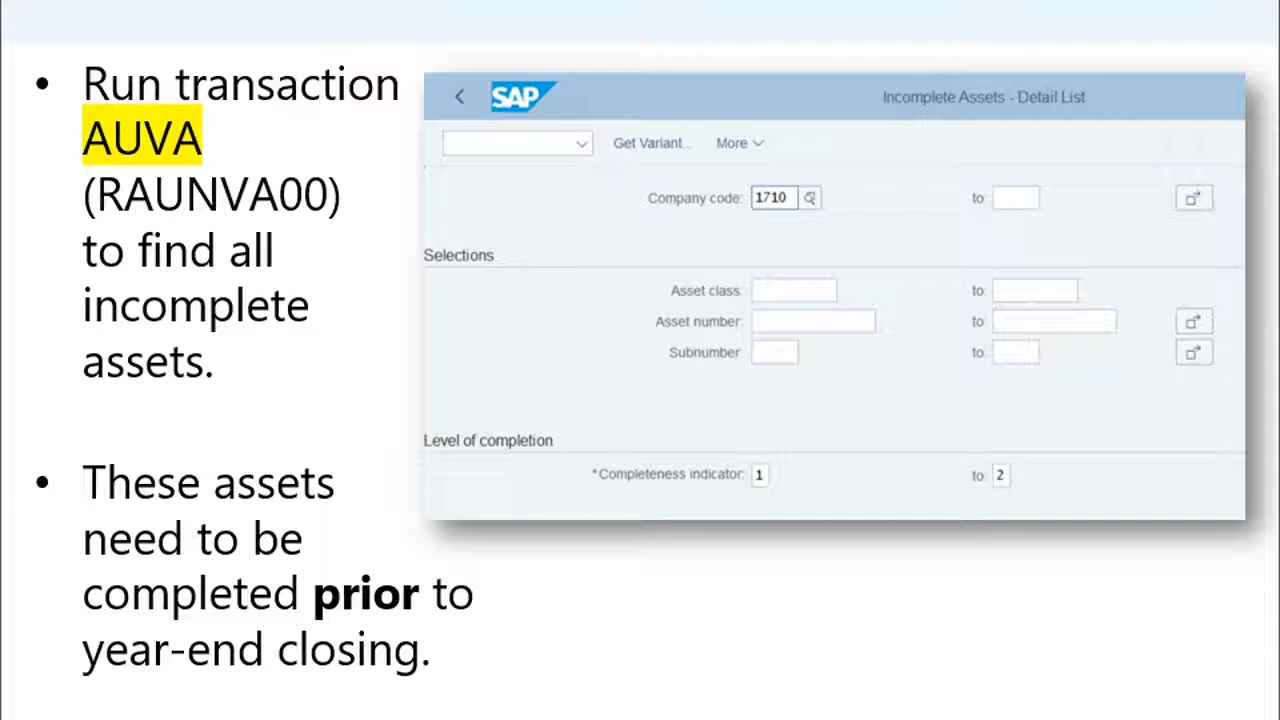 • Run transaction
AUVA
(RAUNVA00)
to find all
incomplete
assets.
• These assets
need to be
completed prior to
year-end closing.
SAP
Incomplete Assets - Detail List
Get Variant...
More
Company code: 1710 to:
Selections
Asset class: to:
Asset number: to:
Subnumber: to:
Level of completion
*Completeness indicator: 1 to: 2